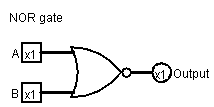 NOR gate
A x1
x1 Output
B x1